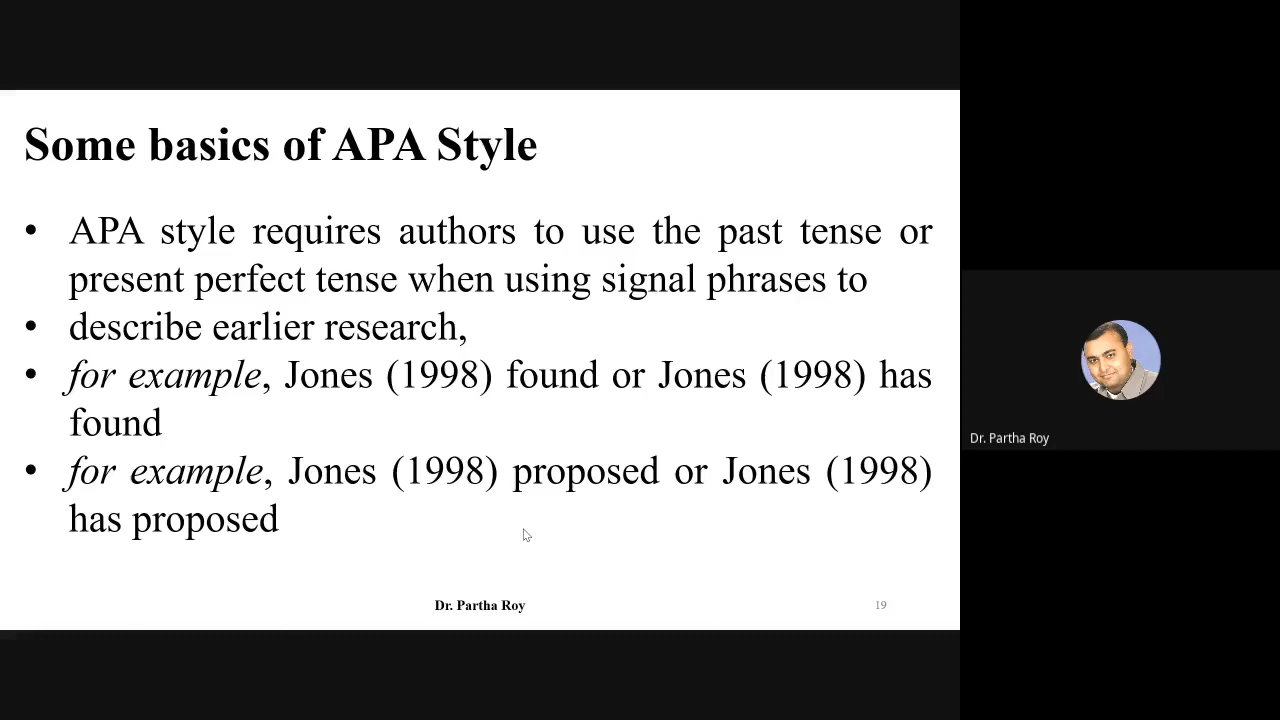 Some basics of APA Style
• APA style requires authors to use the past tense or
present perfect tense when using signal phrases to
• describe earlier research,
• for example, Jones (1998) found or Jones (1998) has
found
• for example, Jones (1998) proposed or Jones (1998)
has proposed
Dr. Partha Roy
19
Dr. Partha Roy